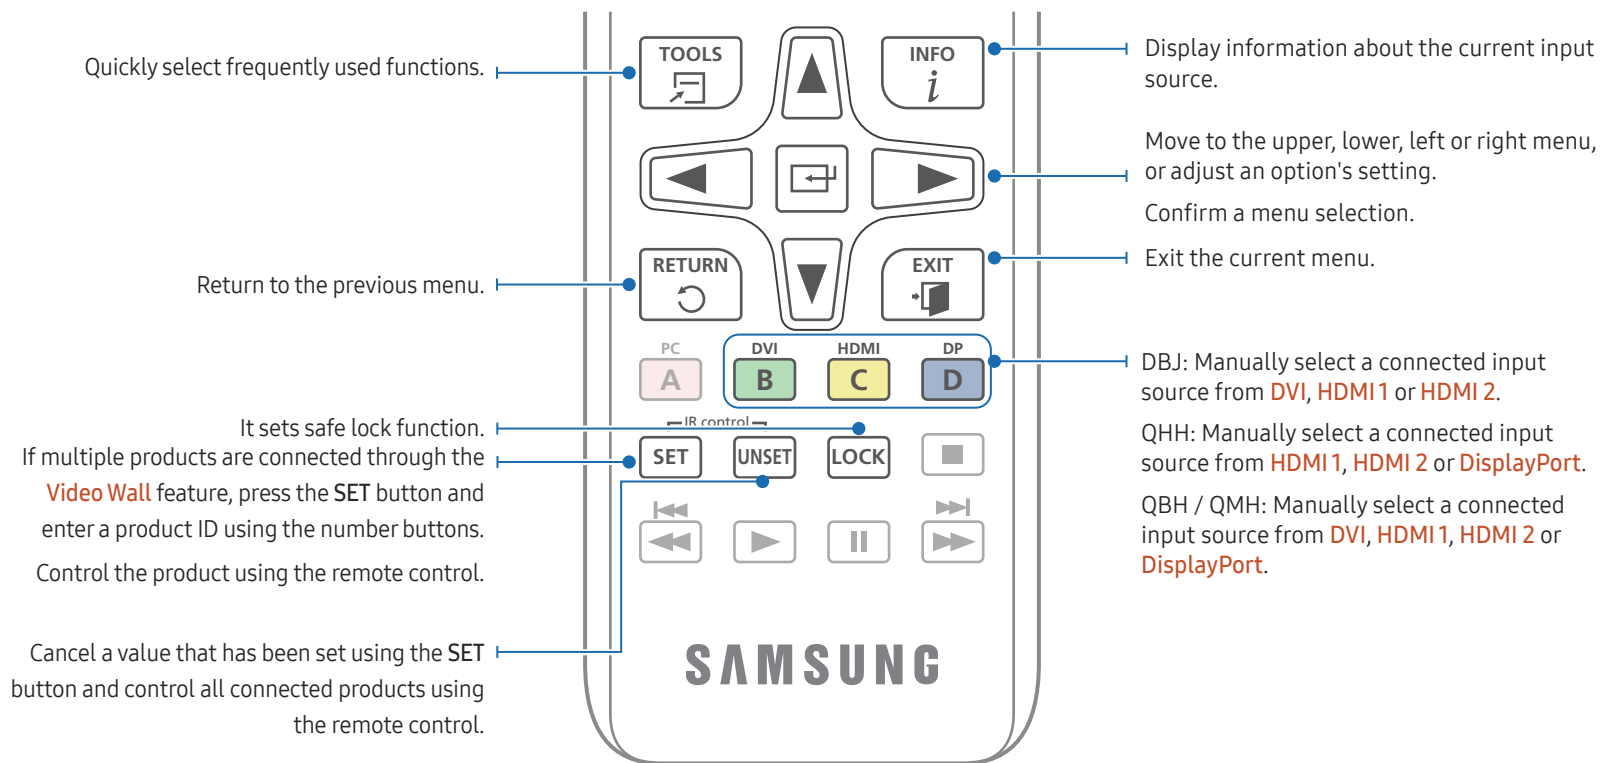 Quickly select frequently used functions.
Return to the previous menu.
It sets safe lock function.
If multiple products are connected through the
Video Wall feature, press the SET button and
enter a product ID using the number buttons.
Control the product using the remote control.
Cancel a value that has been set using the SET
button and control all connected products using
the remote control.
TOOLS
INFO
i
RETURN
EXIT
PC
DVI
HDMI
DP
A
B
C
D
IR control
SET
UNSET
LOCK
SAMSUNG
Display information about the current input
source.
Move to the upper, lower, left or right menu,
or adjust an option's setting.
Confirm a menu selection.
Exit the current menu.
DBJ: Manually select a connected input
source from DVI, HDMI 1 or HDMI 2.
QHH: Manually select a connected input
source from HDMI 1, HDMI 2 or DisplayPort.
QBH / QMH: Manually select a connected
input source from DVI, HDMI 1, HDMI 2 or
DisplayPort.